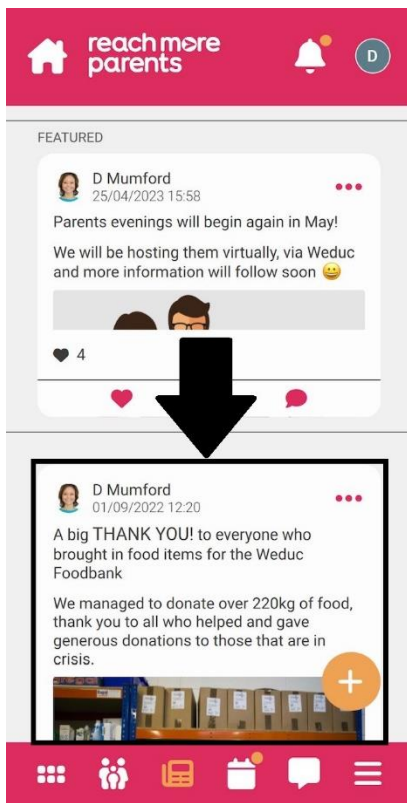 reach more
parents
D
FEATURED
D Mumford
25/04/2023 15:58
Parents evenings will begin again in May!
We will be hosting them virtually, via Weduc
and more information will follow soon 😀
4
D Mumford
01/09/2022 12:20
A big THANK YOU! to everyone who
brought in food items for the Weduc
Foodbank
We managed to donate over 220kg of food,
thank you to all who helped and gave
generous donations to those that are in
crisis.